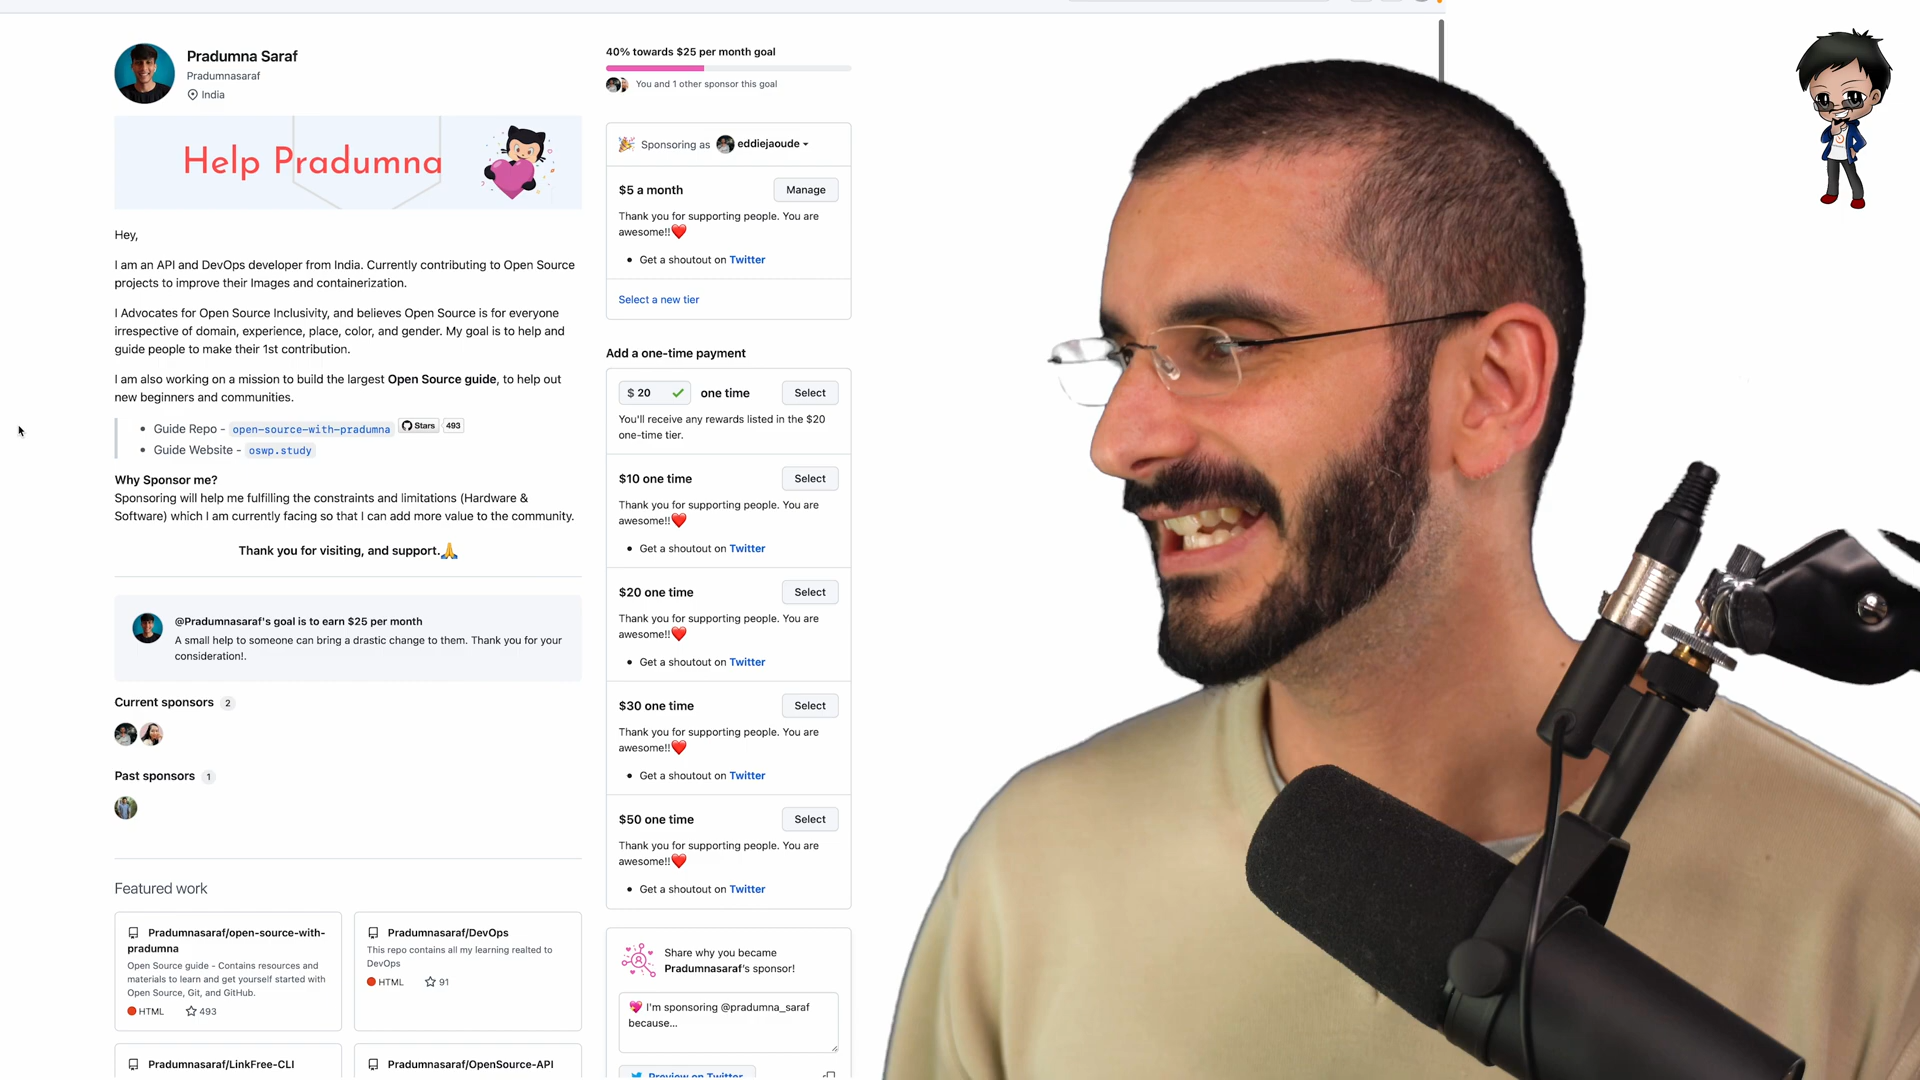 Pradumna Saraf
Pradumnasaraf
India
Help Pradumna
Hey,
I am an API and DevOps developer from India. Currently contributing to Open Source
projects to improve their Images and containerization.
I Advocates for Open Source Inclusivity, and believes Open Source is for everyone
irrespective of domain, experience, place, color, and gender. My goal is to help and
guide people to make their 1st contribution.
I am also working on a mission to build the largest Open Source guide, to help out
new beginners and communities.
Guide Repo - open-source-with-pradumna Stars 493
Guide Website - oswp.study
Why Sponsor me?
Sponsoring will help me fulfilling the constraints and limitations (Hardware &
Software) which I am currently facing so that I can add more value to the community.
Thank you for visiting, and support.🙏
@Pradumnasaraf's goal is to earn $25 per month
A small help to someone can bring a drastic change to them. Thank you for your
consideration!.
Current sponsors 2
Past sponsors 1
Featured work
Pradumnasaraf/open-source-with-
pradumna
Open Source guide - Contains resources and
materials to learn and get yourself started with
Open Source, Git, and GitHub.
HTML 493
Pradumnasaraf/DevOps
This repo contains all my learning realted to
DevOps
HTML 91
Pradumnasaraf/LinkFree-CLI
Pradumnasaraf/OpenSource-API
40% towards $25 per month goal
You and 1 other sponsor this goal
Sponsoring as eddiejaoude
$5 a month Manage
Thank you for supporting people. You are
awesome!!❤️
Get a shoutout on Twitter
Select a new tier
Add a one-time payment
$ 20 one time Select
You'll receive any rewards listed in the $20
one-time tier.
$10 one time Select
Thank you for supporting people. You are
awesome!!❤️
Get a shoutout on Twitter
$20 one time Select
Thank you for supporting people. You are
awesome!!❤️
Get a shoutout on Twitter
$30 one time Select
Thank you for supporting people. You are
awesome!!❤️
Get a shoutout on Twitter
$50 one time Select
Thank you for supporting people. You are
awesome!!❤️
Get a shoutout on Twitter
Share why you became
Pradumnasaraf's sponsor!
💖 I'm sponsoring @pradumna_saraf
because...
Preview on Twitter